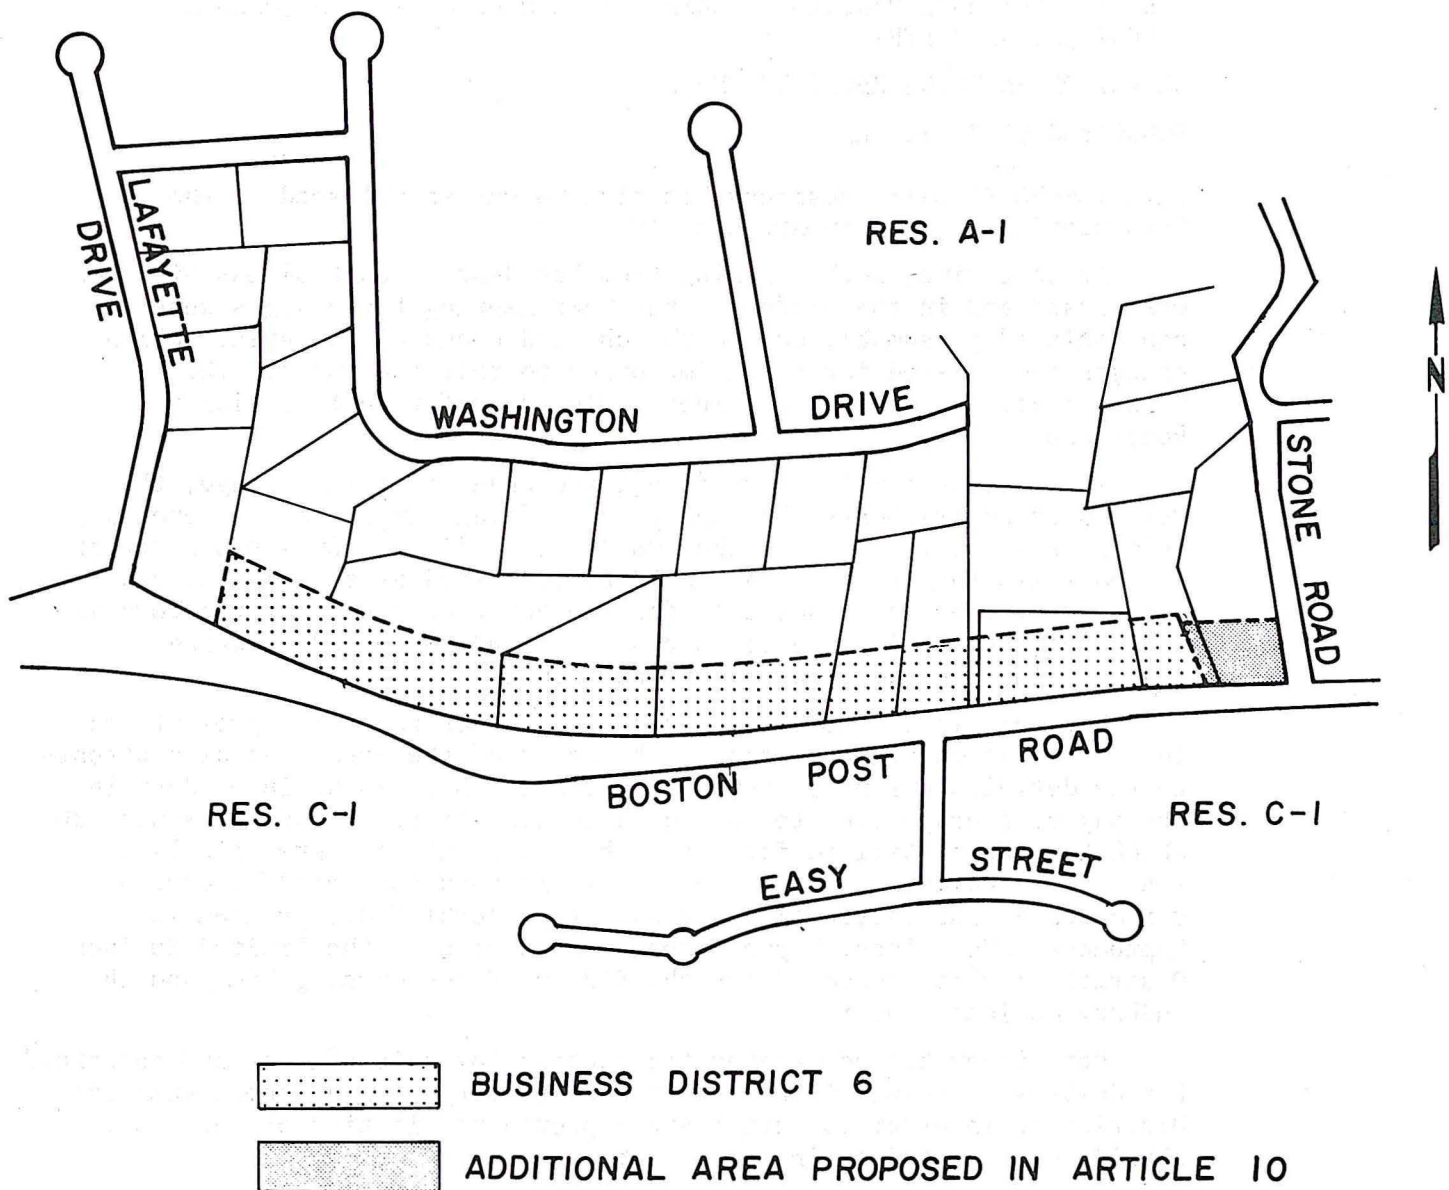 RES. A-1
LAFAYETTE
DRIVE
WASHINGTON DRIVE
N
STONE ROAD
BOSTON POST ROAD
RES. C-1
RES. C-1
EASY STREET
BUSINESS DISTRICT 6
ADDITIONAL AREA PROPOSED IN ARTICLE 10